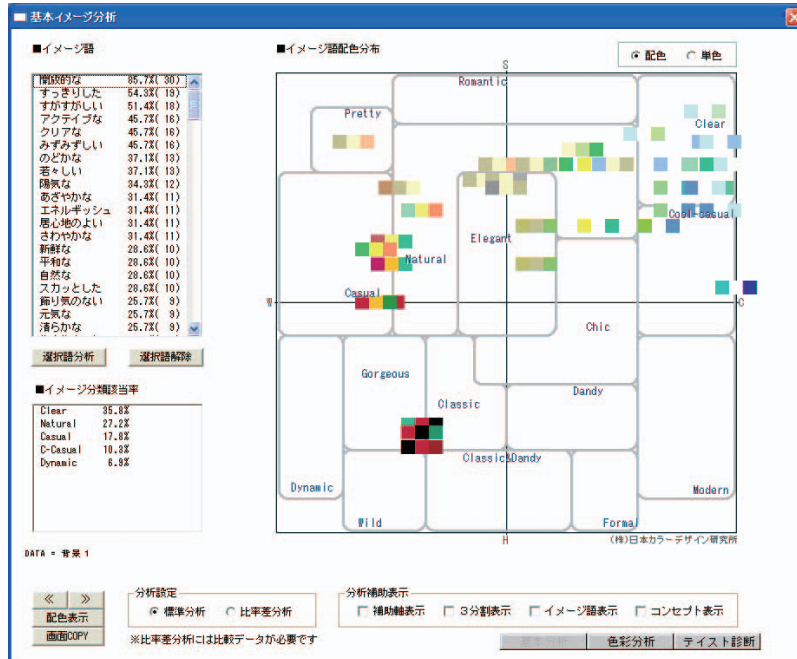 基本イメージ分析
■イメージ語
開放的な 85.7%( 30)
すっきりした 54.3%( 19)
すがすがしい 51.4%( 18)
アクティブな 45.7%( 16)
クリアな 45.7%( 16)
みずみずしい 45.7%( 16)
のどかな 37.1%( 13)
若々しい 37.1%( 13)
陽気な 34.3%( 12)
あざやかな 31.4%( 11)
エネルギッシュ 31.4%( 11)
居心地のよい 31.4%( 11)
さわやかな 31.4%( 11)
新鮮な 28.6%( 10)
平和な 28.6%( 10)
自然な 28.6%( 10)
スカッとした 28.6%( 10)
飾り気のない 25.7%( 9)
元気な 25.7%( 9)
清らかな 25.7%( 9)
選択語分析 選択語解除
■イメージ分類該当率
Clear 35.8%
Natural 27.2%
Casual 17.8%
C-Casual 10.3%
Dynamic 6.9%
DATA = 背景 1
■イメージ語配色分布
配色 単色
S
Romantic
Pretty
Clear
Cool-casual
Elegant
Natural
Casual
W
C
Chic
Gorgeous
Dandy
Classic
Classic&Dandy
Dynamic
Modern
Wild
Formal
H
(株)日本カラーデザイン研究所
≪ ≫
配色表示
画面COPY
分析設定
標準分析 比率差分析
※比率差分析には比較データが必要です
分析補助表示
補助軸表示 3分割表示 イメージ語表示 コンセプト表示
基本分析 色彩分析 テイスト診断